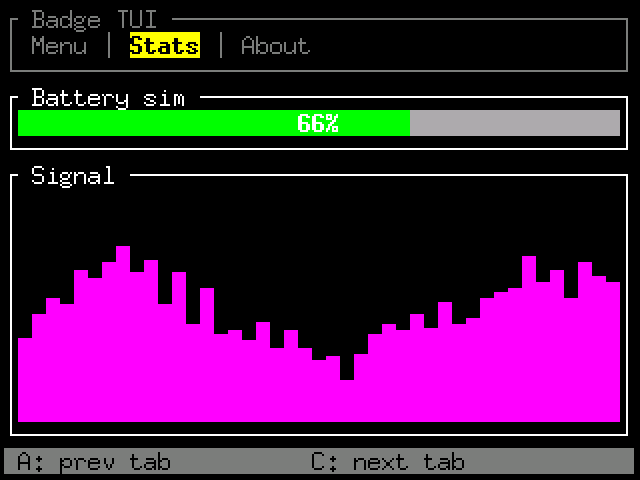 Badge TUI
Menu | Stats | About
Battery sim
66%
Signal
A: prev tab C: next tab